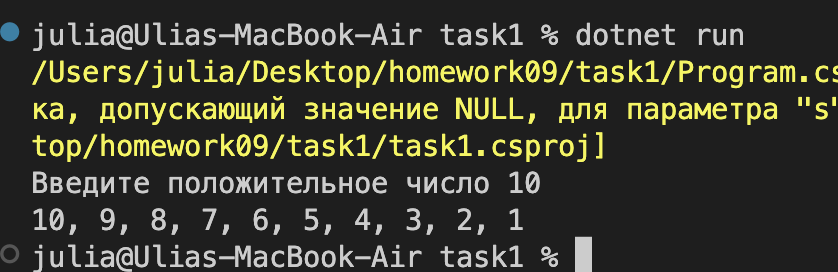 julia@Ulias-MacBook-Air task1 % dotnet run
/Users/julia/Desktop/homework09/task1/Program.cs
ка, допускающий значение NULL, для параметра "s"
top/homework09/task1/task1.csproj]
Введите положительное число 10
10, 9, 8, 7, 6, 5, 4, 3, 2, 1
julia@Ulias-MacBook-Air task1 %